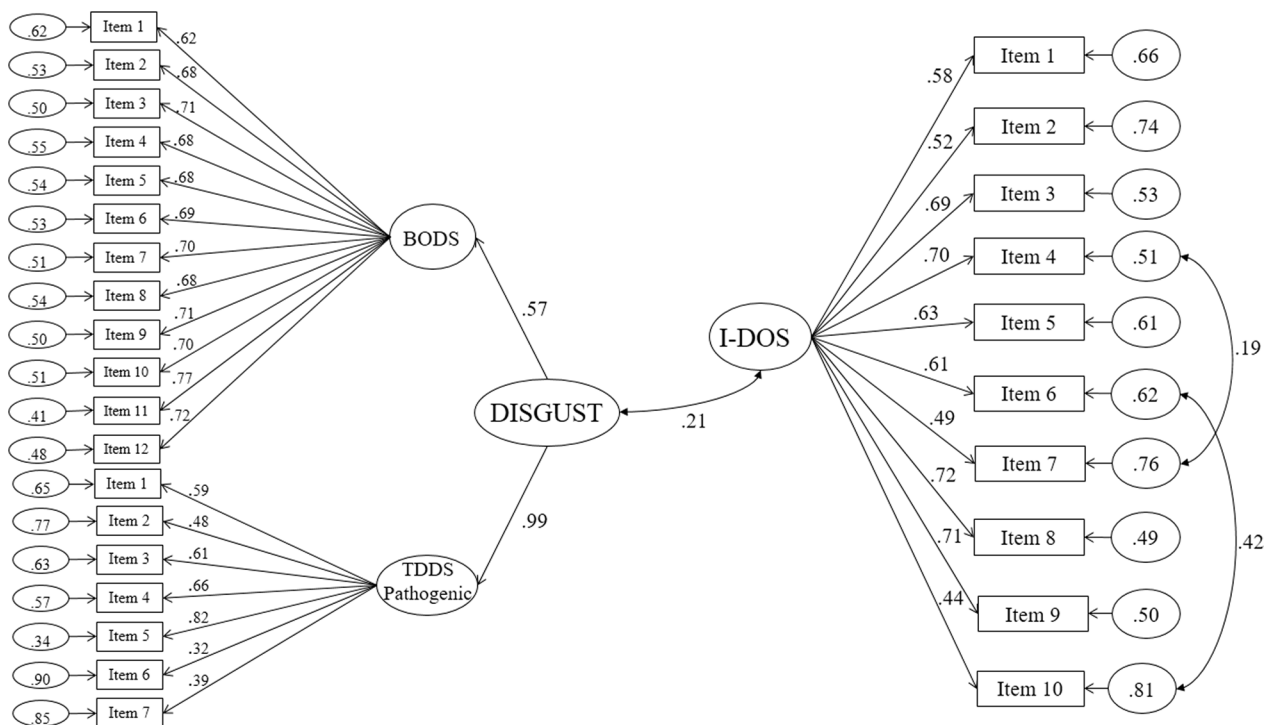 .62 Item 1 .62
.53 Item 2 .68
.50 Item 3 .71
.55 Item 4 .68
.54 Item 5 .68
.53 Item 6 .69
.51 Item 7 .70
.54 Item 8 .68
.50 Item 9 .71
.51 Item 10 .70
.41 Item 11 .77
.48 Item 12 .72
BODS
.57
.65 Item 1 .59
.77 Item 2 .48
.63 Item 3 .61
.57 Item 4 .66
.34 Item 5 .82
.90 Item 6 .32
.85 Item 7 .39
TDDS
Pathogenic
.99
DISGUST
.21
I-DOS
.58 Item 1 .66
.52 Item 2 .74
.69 Item 3 .53
.70 Item 4 .51
.63 Item 5 .61
.61 Item 6 .62
.49 Item 7 .76
.72 Item 8 .49
.71 Item 9 .50
.44 Item 10 .81
.19
.42